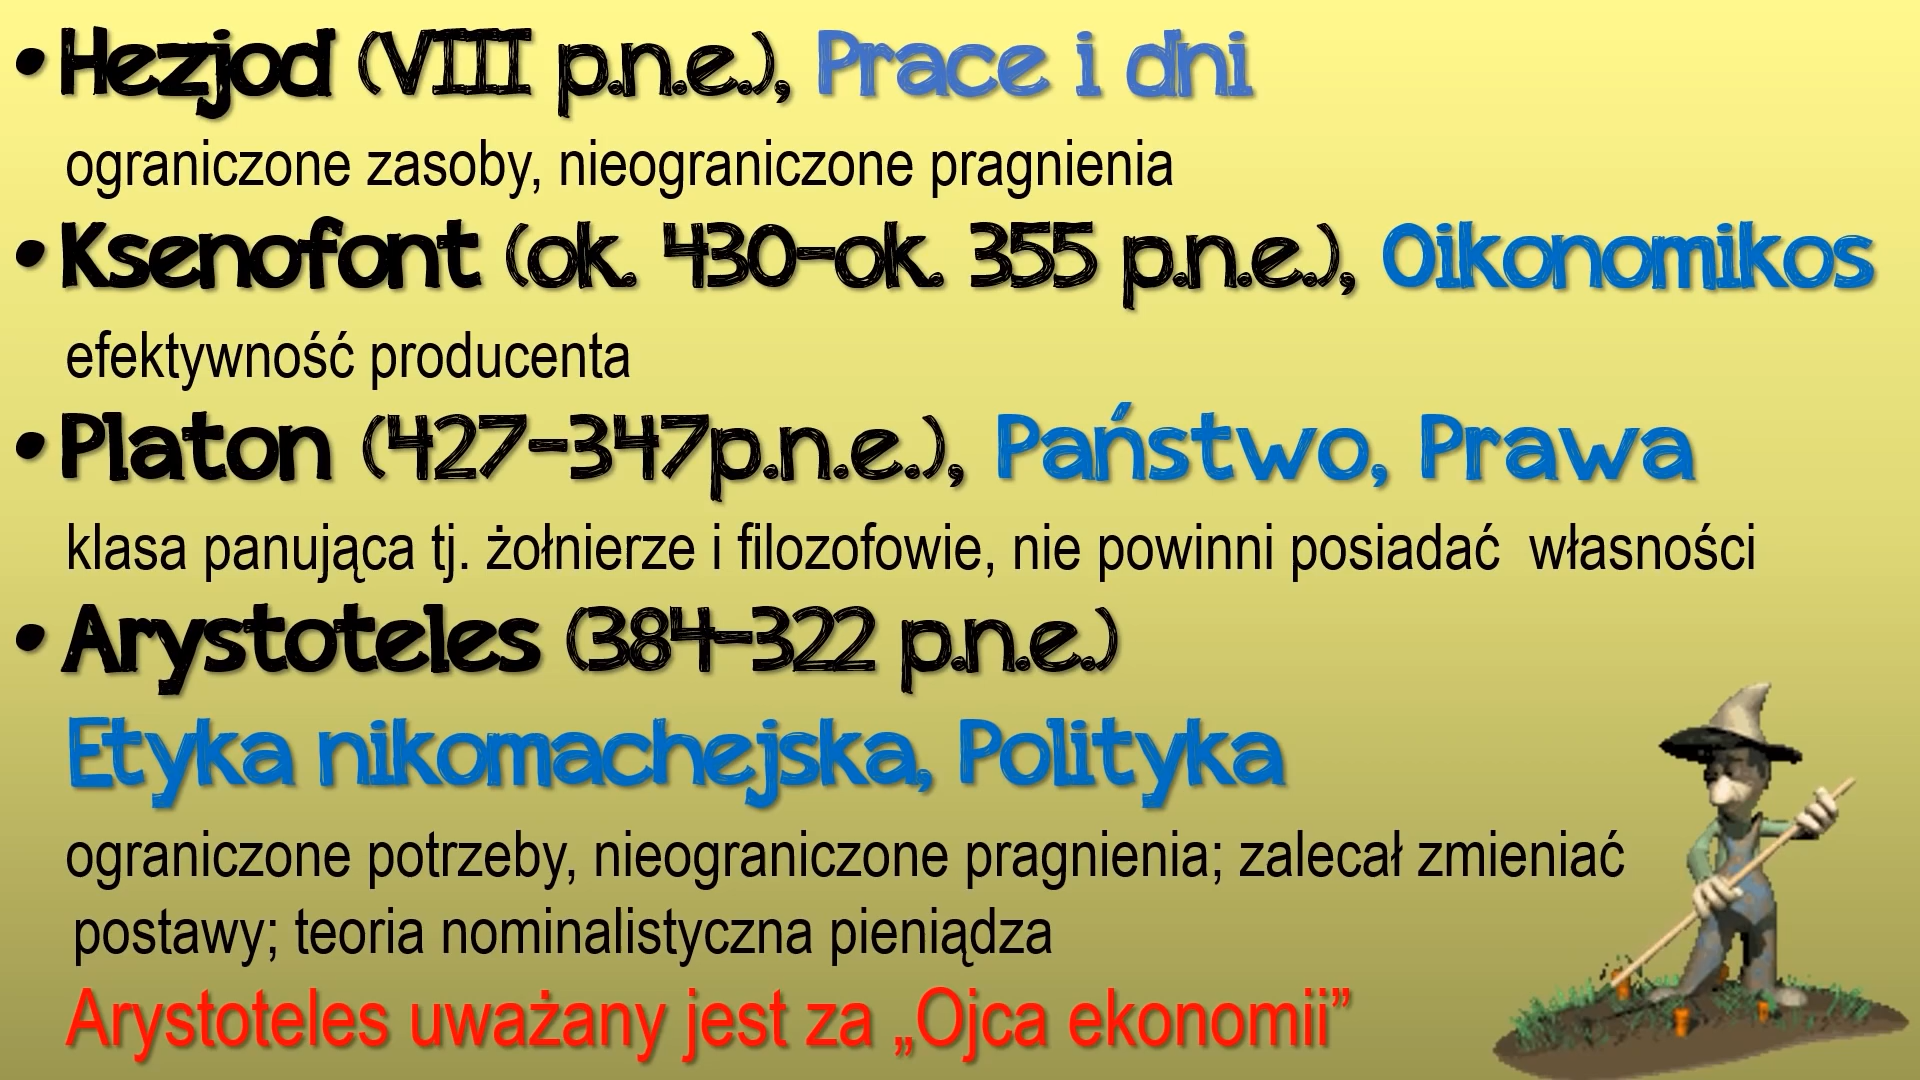 • Hezjod (VIII p.n.e.), Prace i dni
ograniczone zasoby, nieograniczone pragnienia
• Ksenofont (ok. 430-ok. 355 p.n.e.), Oikonomikos
efektywność producenta
• Platon (427-347p.n.e.), Państwo, Prawa
klasa panująca tj. żołnierze i filozofowie, nie powinni posiadać  własności
• Arystoteles (384-322 p.n.e.)
Etyka nikomachejska, Polityka
ograniczone potrzeby, nieograniczone pragnienia; zalecał zmieniać
postawy; teoria nominalistyczna pieniądza
Arystoteles uważany jest za „Ojca ekonomii”